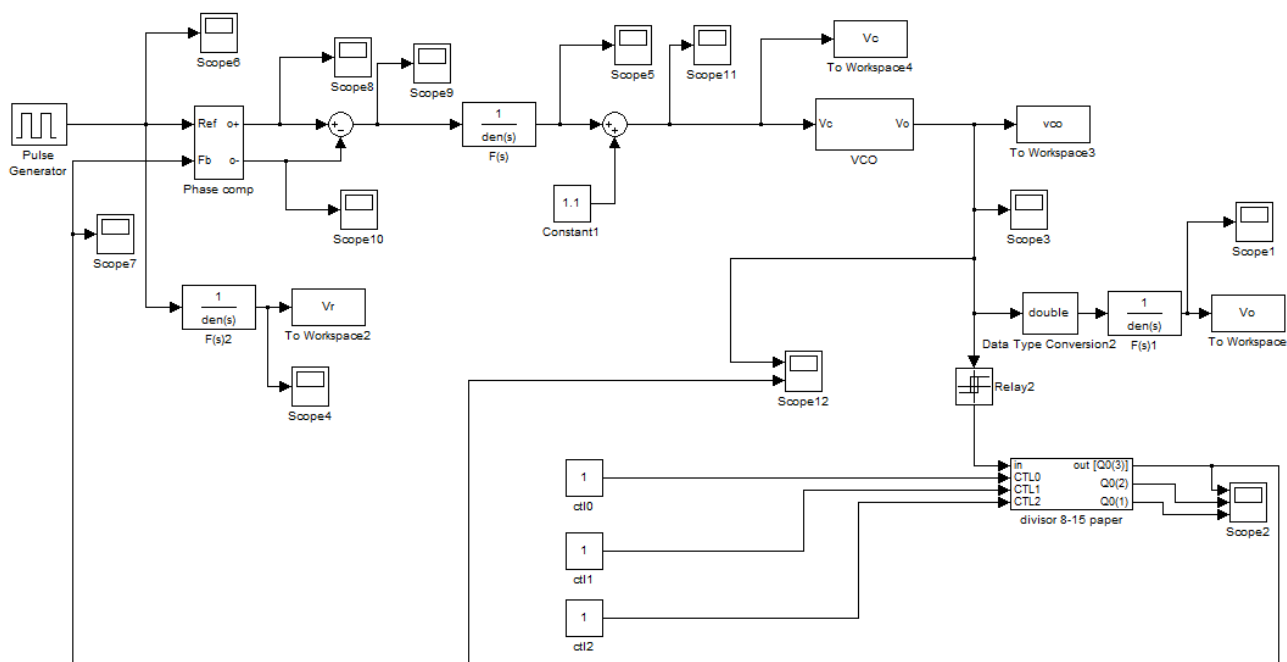 Scope6
Scope8
Scope9
Scope5
Scope11
Vc
To Workspace4
Pulse
Generator
Ref o+
Fb o-
Phase comp
+
−
1
den(s)
F(s)
+
+
Vc Vo
VCO
vco
To Workspace3
1.1
Constant1
Scope10
Scope7
Scope3
Scope1
1
den(s)
F(s)2
Vr
To Workspace2
Scope4
double
Data Type Conversion2
1
den(s)
F(s)1
Vo
To Workspace
Scope12
Relay2
1
ctl0
in out [Q0(3)]
CTL0
CTL1 Q0(2)
CTL2 Q0(1)
divisor 8-15 paper
Scope2
1
ctl1
1
ctl2